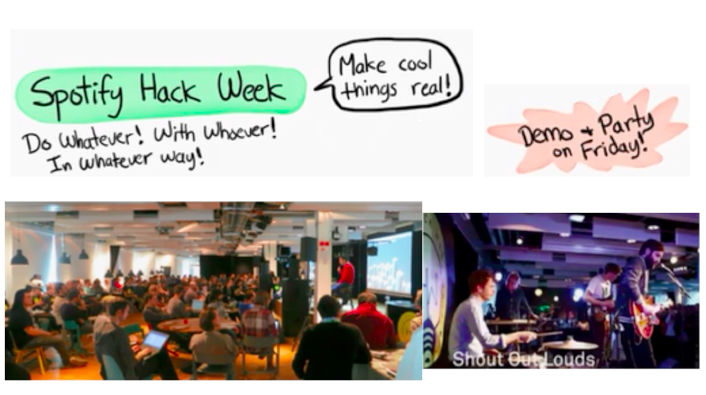 Spotify Hack Week
Make cool
things real!
Do Whatever! With Whoever!
In whatever way!
Demo + Party
on Friday!
Shout Out Louds